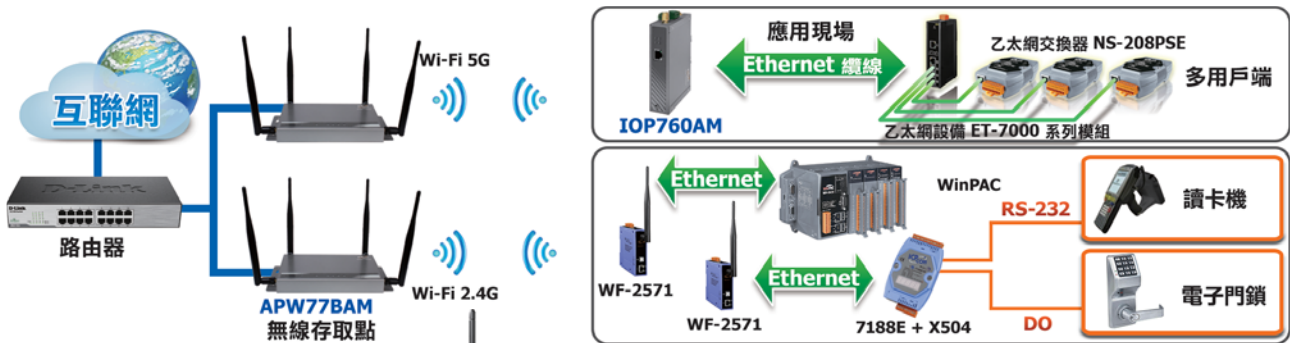 互聯網
D-Link
路由器
Wi-Fi 5G
APW77BAM
無線存取點
Wi-Fi 2.4G
應用現場
Ethernet 纜線
IOP760AM
乙太網交換器 NS-208PSE
多用戶端
乙太網設備 ET-7000 系列模組
Ethernet
WinPAC
WF-2571
WF-2571
Ethernet
7188E + X504
RS-232
讀卡機
DO
電子門鎖